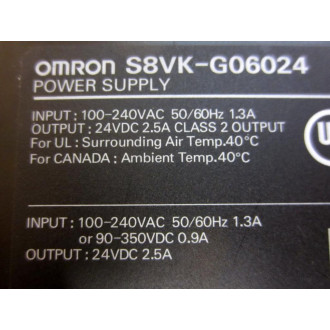 OMRON S8VK-G06024
POWER SUPPLY
INPUT : 100-240VAC 50/60Hz 1.3A
OUTPUT : 24VDC 2.5A CLASS 2 OUTPUT
For UL : Surrounding Air Temp.40°C
For CANADA : Ambient Temp.40°C
INPUT : 100-240VAC 50/60Hz 1.3A
or 90-350VDC 0.9A
OUTPUT : 24VDC 2.5A